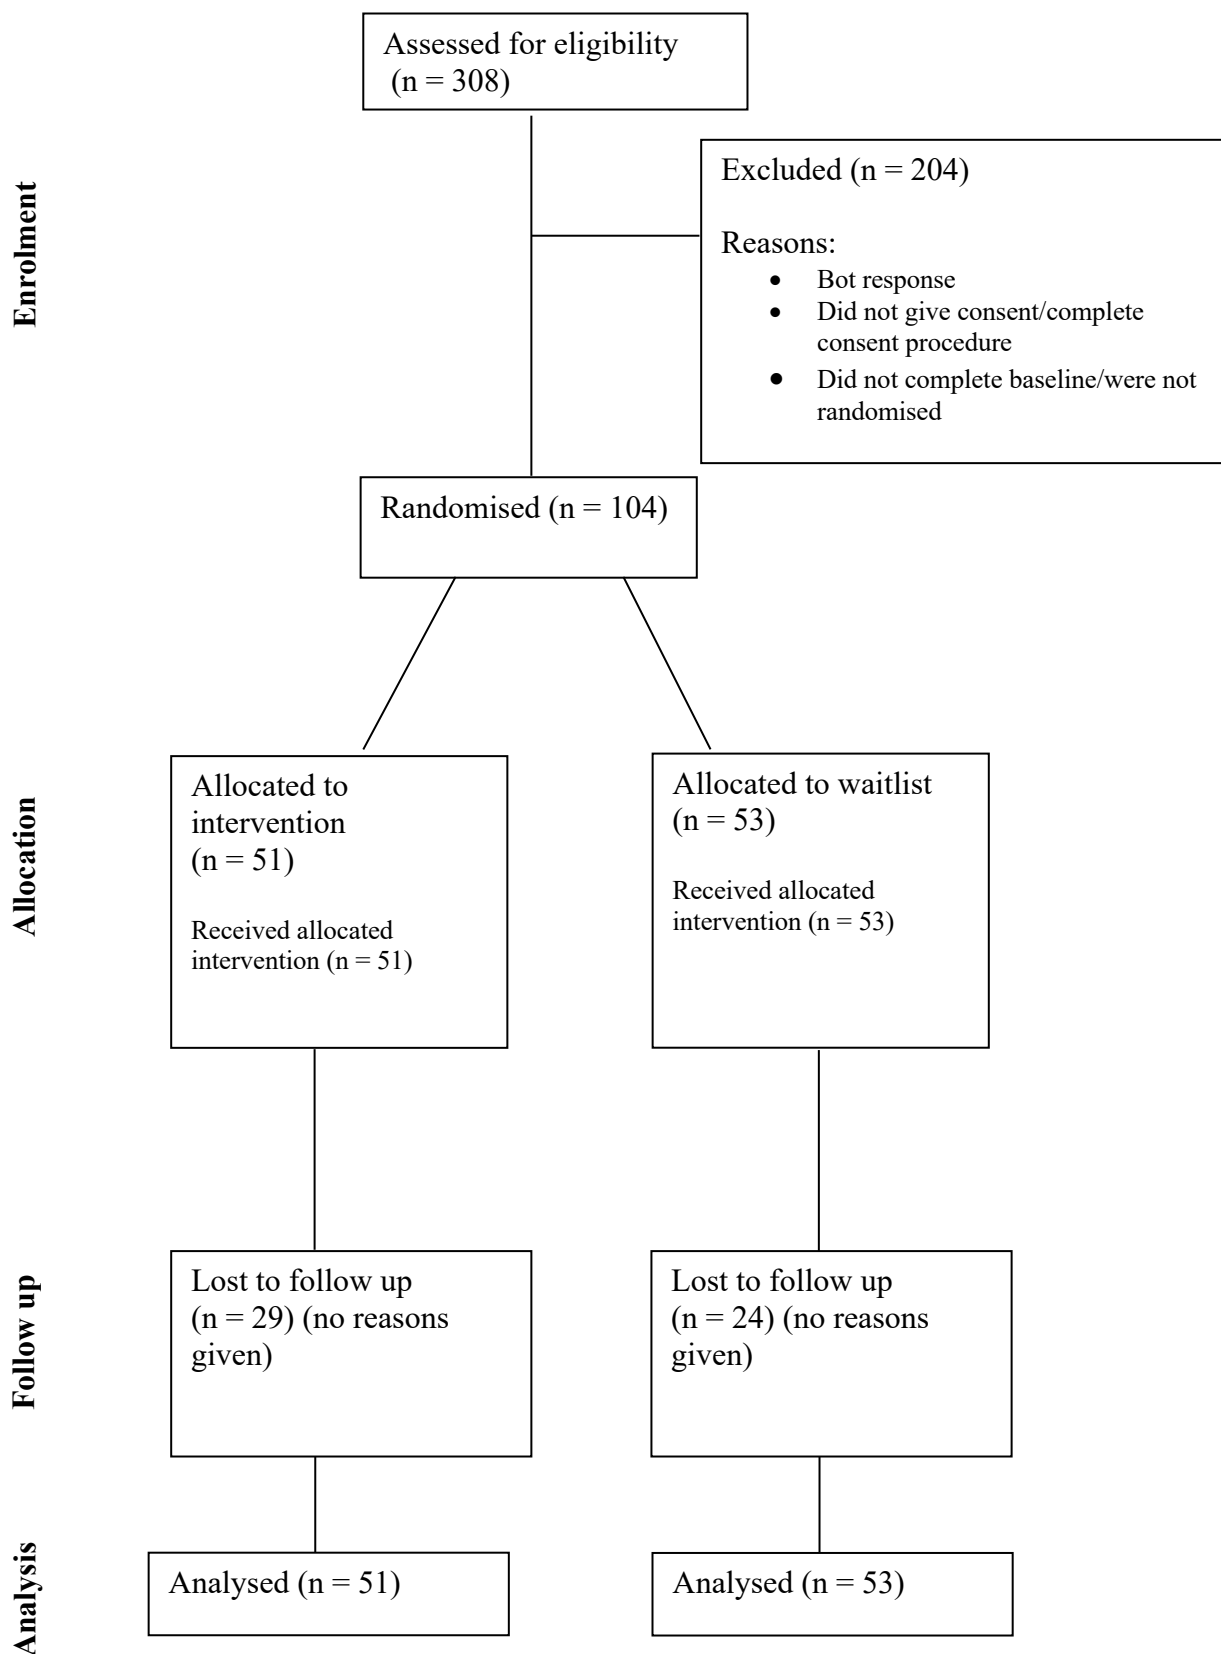 Assessed for eligibility
(n = 308)
Enrolment
Excluded (n = 204)
Reasons:
• Bot response
• Did not give consent/complete
consent procedure
• Did not complete baseline/were not
randomised
Randomised (n = 104)
Allocation
Allocated to
intervention
(n = 51)
Received allocated
intervention (n = 51)
Allocated to waitlist
(n = 53)
Received allocated
intervention (n = 53)
Follow up
Lost to follow up
(n = 29) (no reasons
given)
Lost to follow up
(n = 24) (no reasons
given)
Analysis
Analysed (n = 51)
Analysed (n = 53)